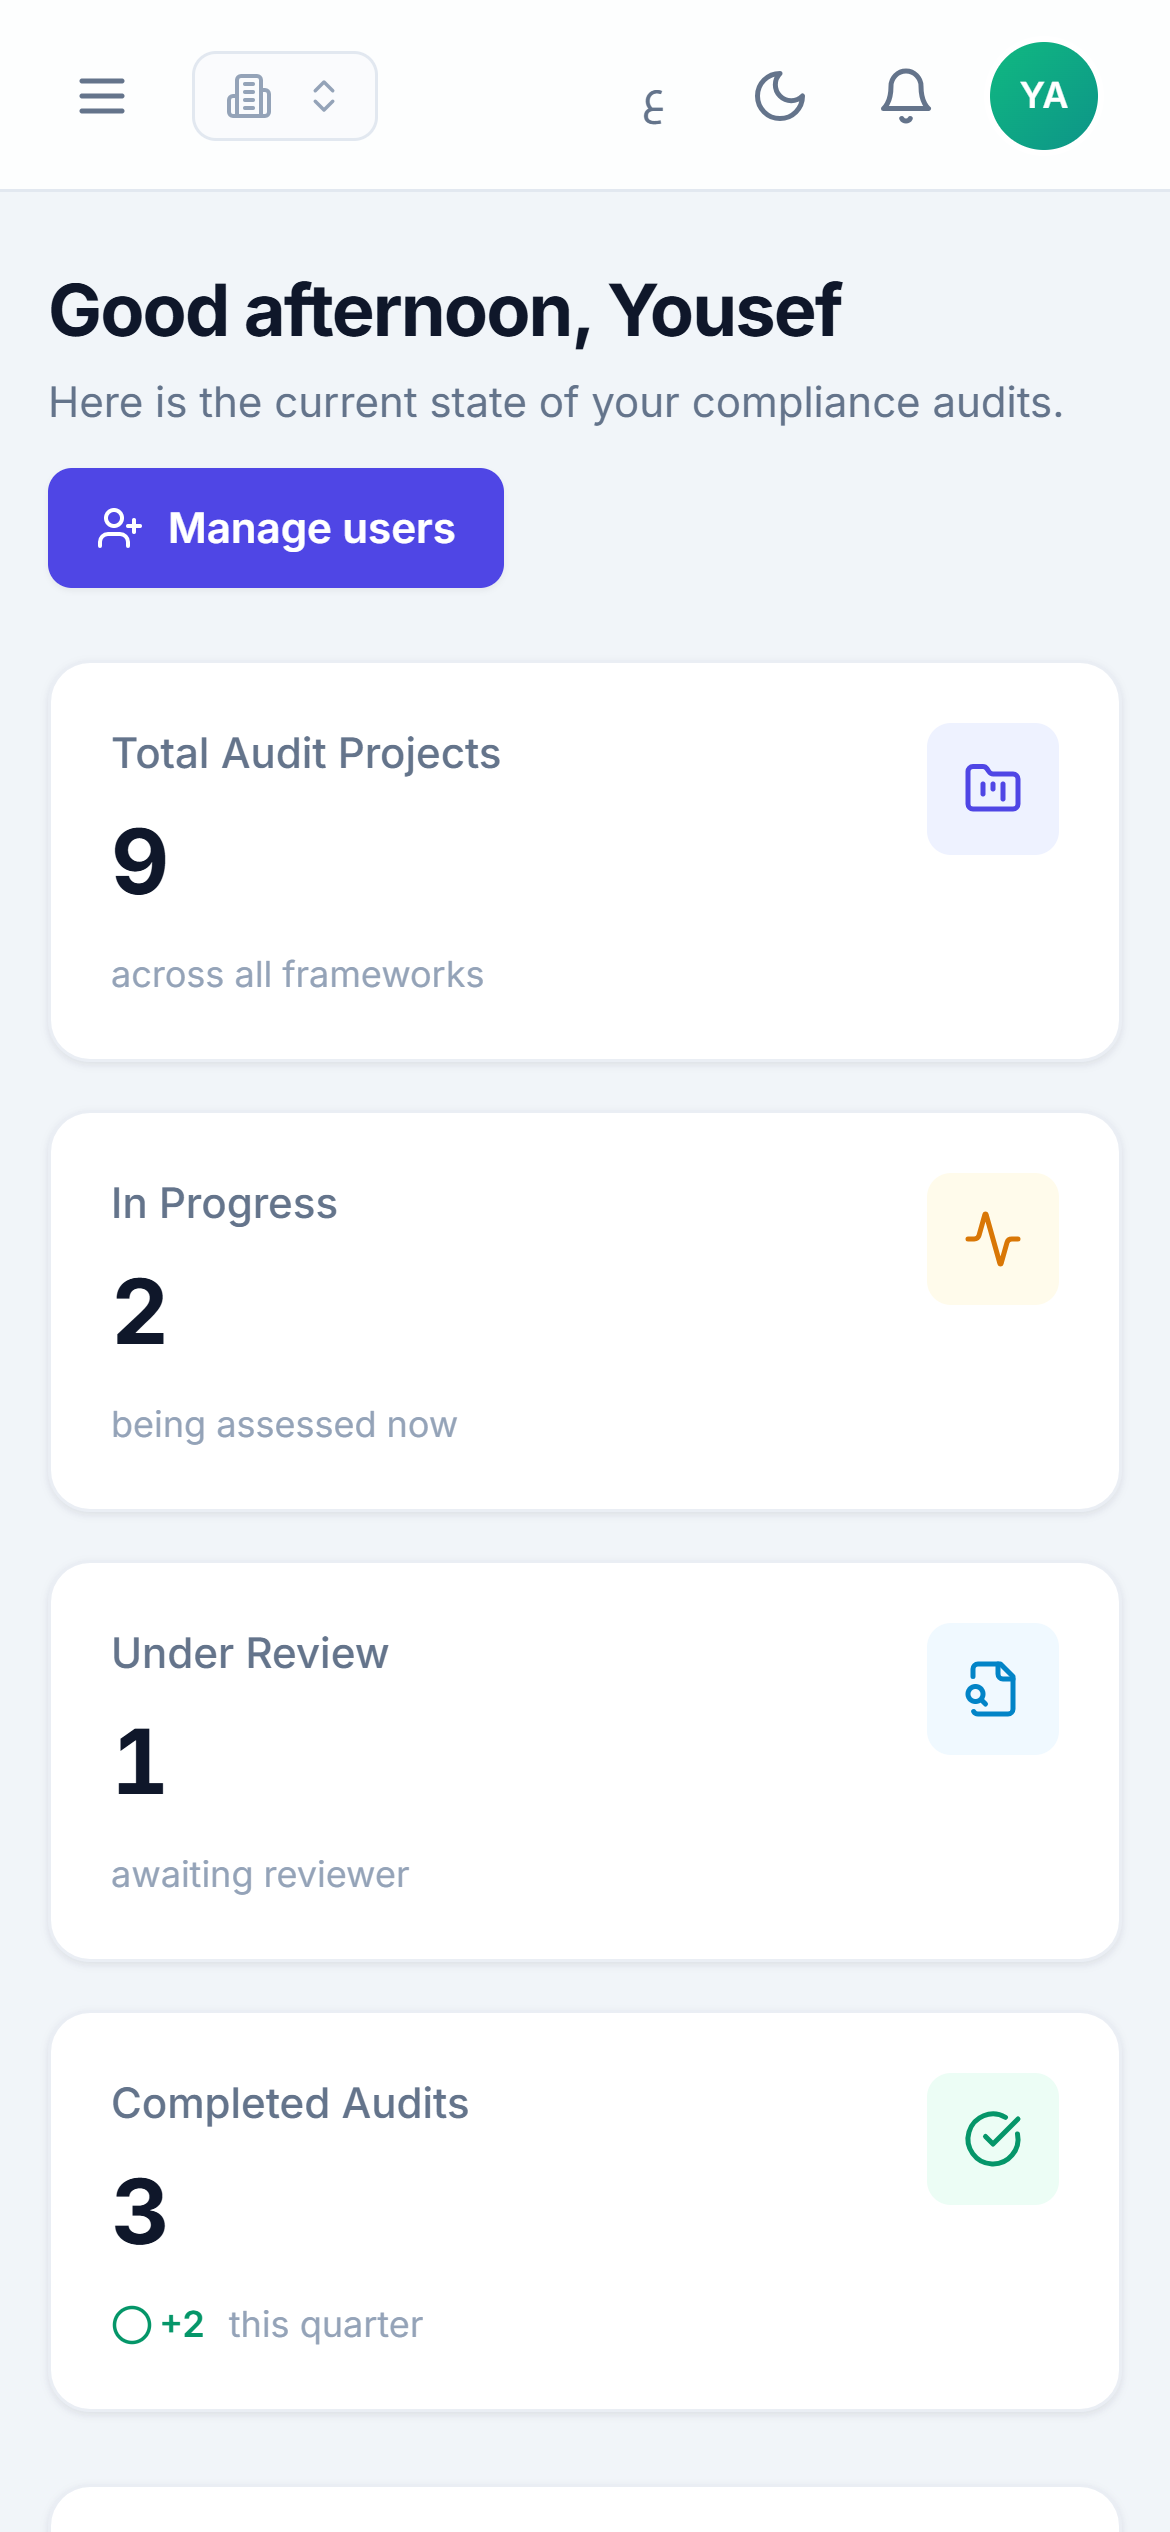 ع
YA
Good afternoon, Yousef
Here is the current state of your compliance audits.
Manage users
Total Audit Projects
9
across all frameworks
In Progress
2
being assessed now
Under Review
1
awaiting reviewer
Completed Audits
3
+2 this quarter